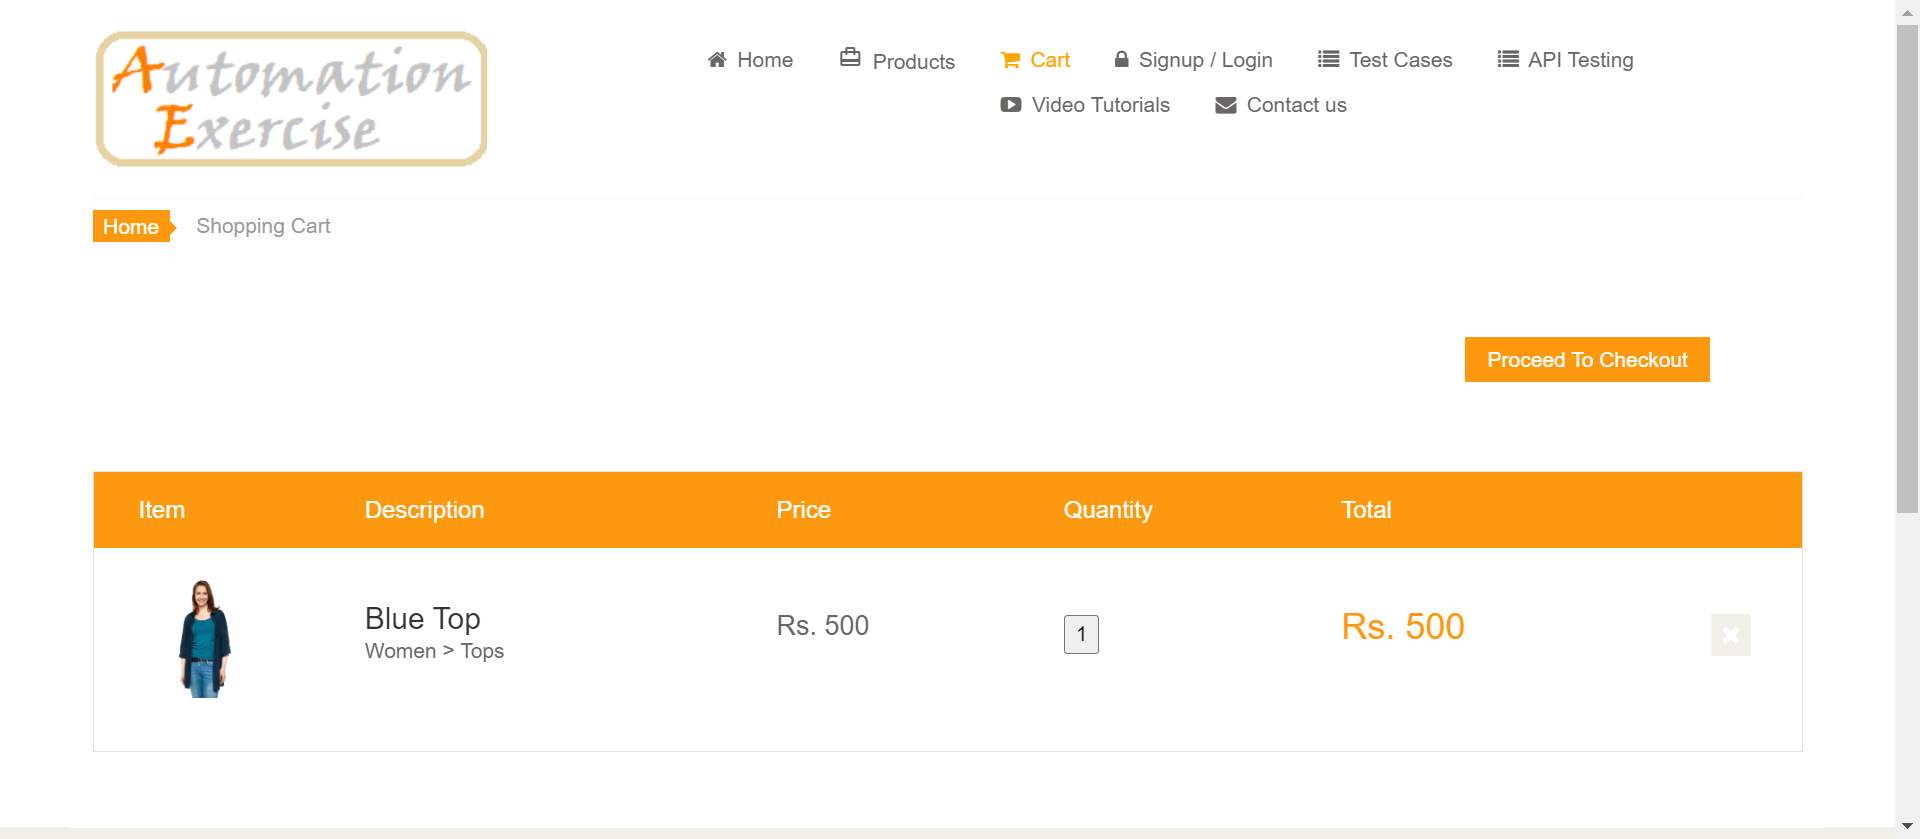 Automation
Exercise
Home Products Cart Signup / Login Test Cases API Testing
Video Tutorials Contact us
Home Shopping Cart
Proceed To Checkout
Item Description Price Quantity Total
Blue Top Rs. 500 1 Rs. 500
Women > Tops